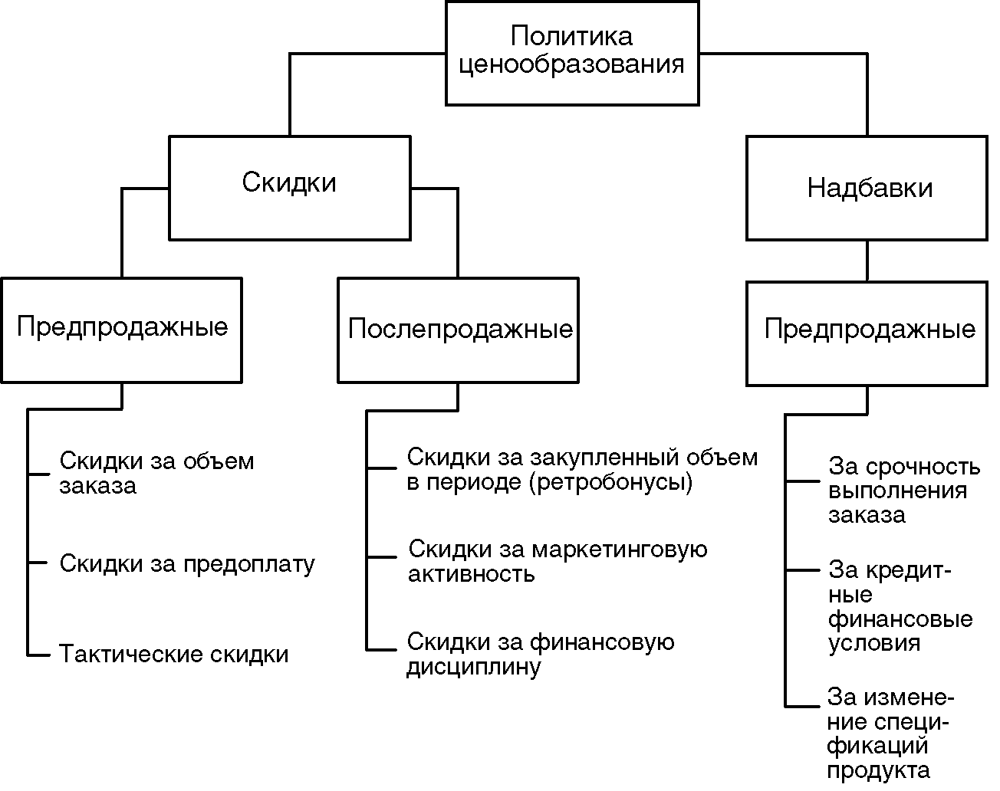 Политика
ценообразования
Скидки
Надбавки
Предпродажные
Послепродажные
Предпродажные
Скидки за объем
заказа
Скидки за предоплату
Тактические скидки
Скидки за закупленный объем
в периоде (ретробонусы)
Скидки за маркетинговую
активность
Скидки за финансовую
дисциплину
За срочность
выполнения
заказа
За кредит-
ные
финансовые
условия
За измене-
ние специ-
фикаций
продукта